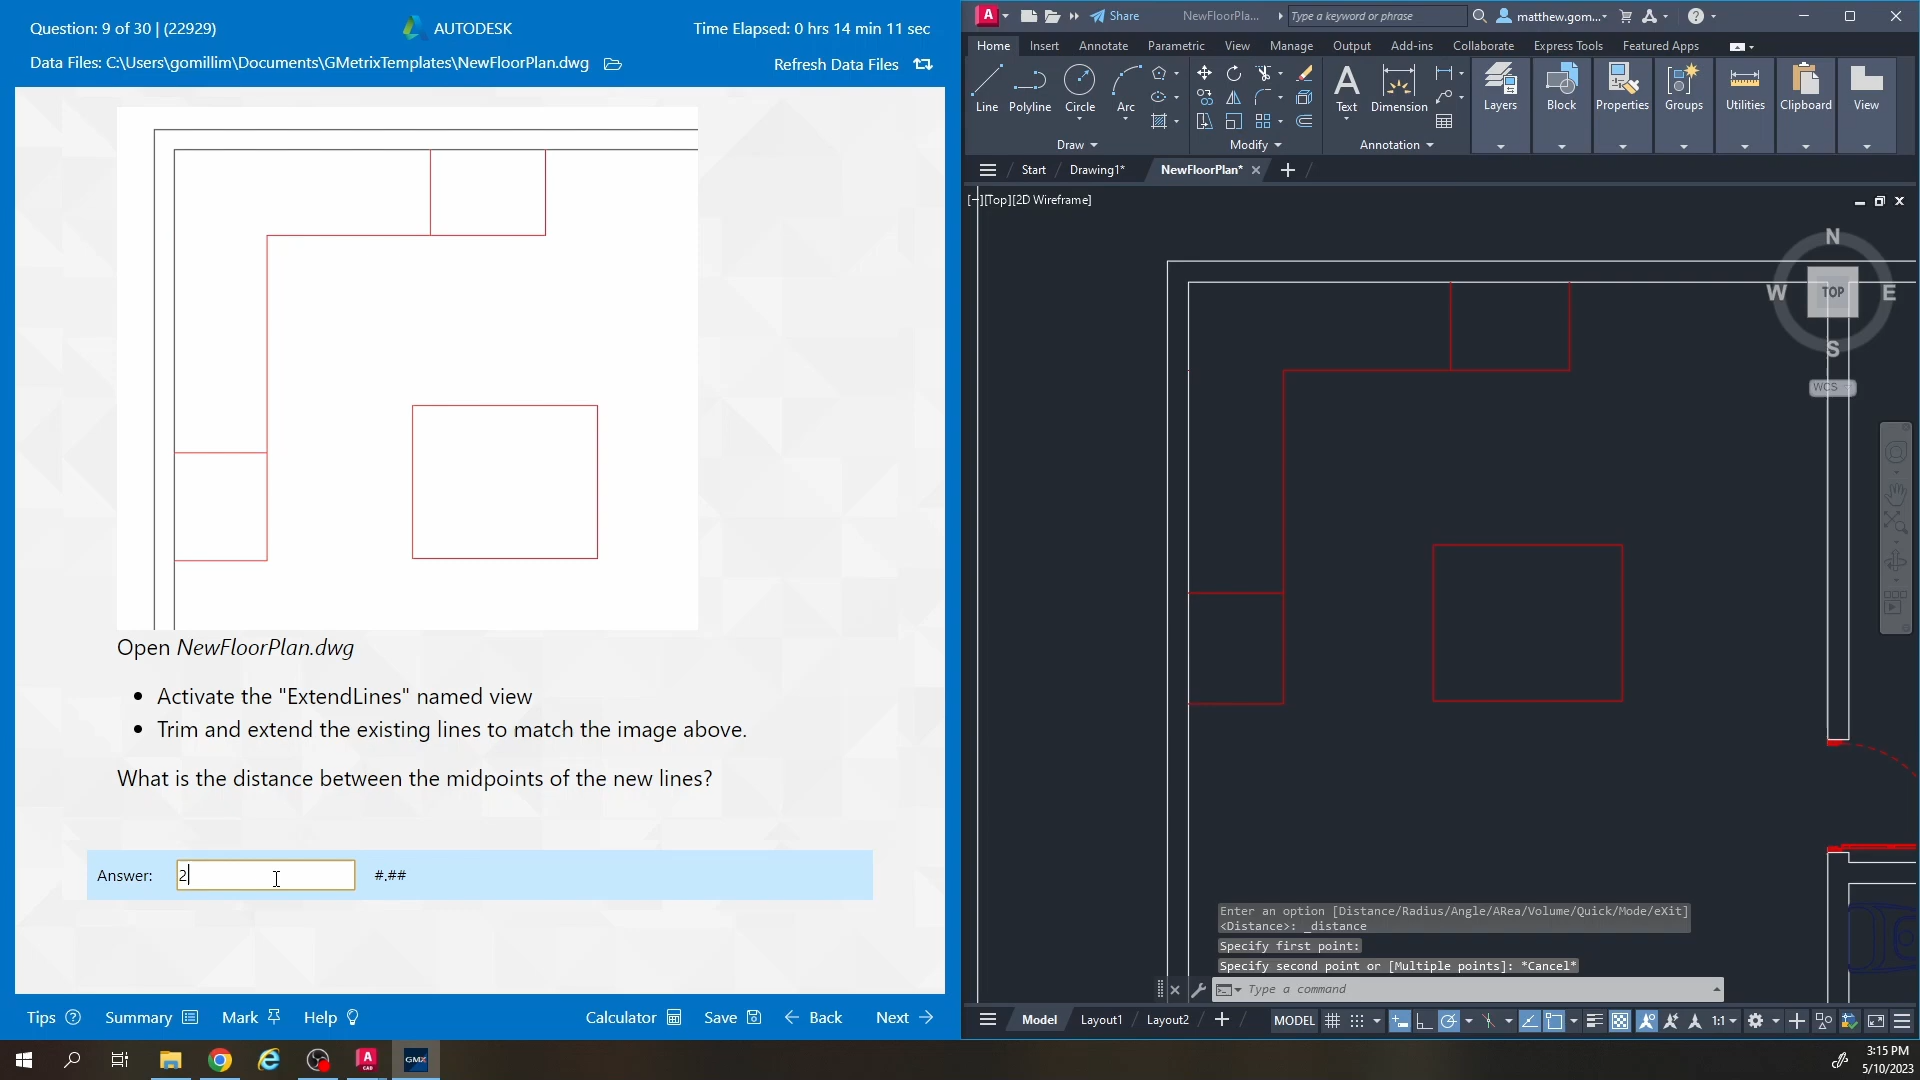 Question: 9 of 30 | (22929)
AUTODESK
Time Elapsed: 0 hrs 14 min 11 sec
Data Files: C:\Users\gomillim\Documents\GMetrixTemplates\NewFloorPlan.dwg
Refresh Data Files
Open NewFloorPlan.dwg
• Activate the "ExtendLines" named view
• Trim and extend the existing lines to match the image above.
What is the distance between the midpoints of the new lines?
Answer: 2 #.##
Tips Summary Mark Help Calculator Save Back Next
A Share NewFloorPla... Type a keyword or phrase matthew.gom...
Home Insert Annotate Parametric View Manage Output Add-ins Collaborate Express Tools Featured Apps
Line Polyline Circle Arc Text Dimension Layers Block Properties Groups Utilities Clipboard View
Draw Modify Annotation
Start Drawing1* NewFloorPlan*
[−][Top][2D Wireframe]
N
W TOP E
S
WCS
Enter an option [Distance/Radius/Angle/ARea/Volume/Quick/Mode/eXit]
<Distance>: _distance
Specify first point:
Specify second point or [Multiple points]: *Cancel*
Type a command
Model Layout1 Layout2 MODEL 1:1
A CAD GMX
3:15 PM
5/10/2023